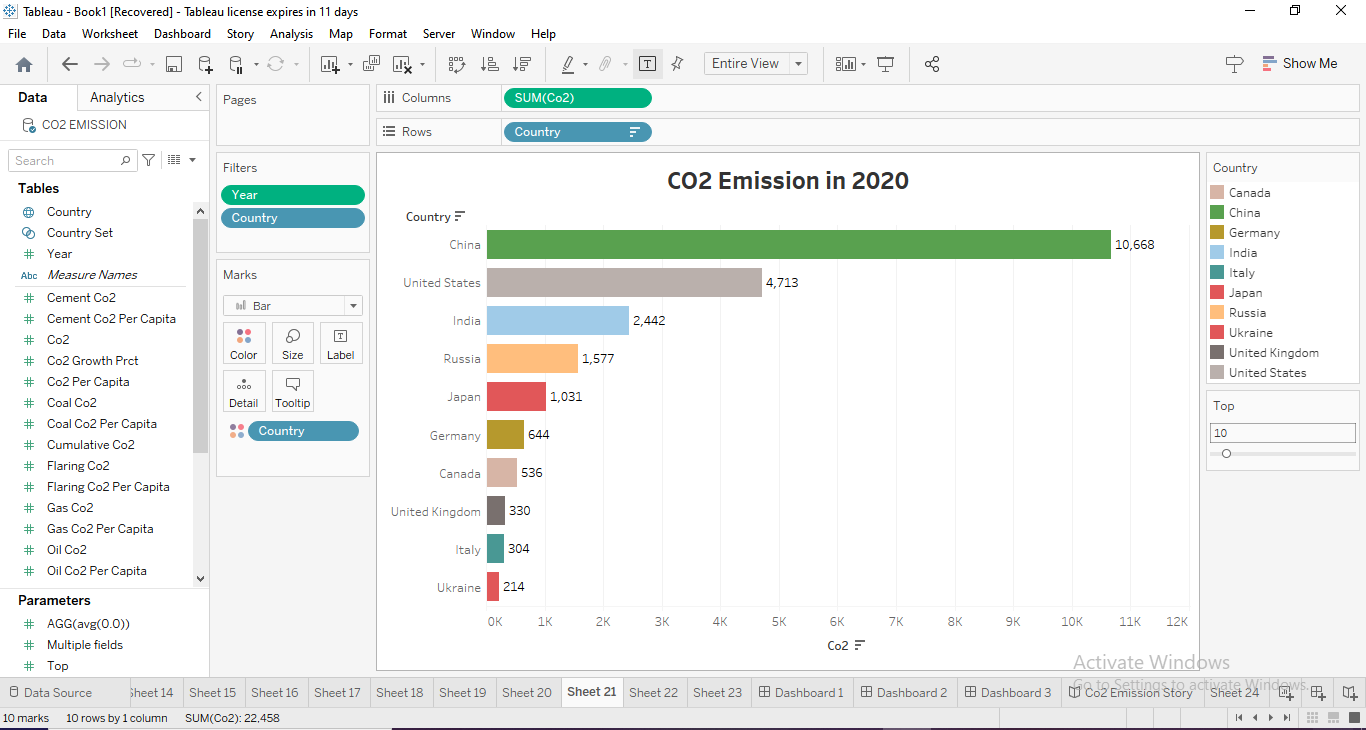 Tableau - Book1 [Recovered] - Tableau license expires in 11 days
File Data Worksheet Dashboard Story Analysis Map Format Server Window Help
Entire View
Show Me
Data Analytics
CO2 EMISSION
Search
Tables
Country
Country Set
Year
Abc Measure Names
Cement Co2
Cement Co2 Per Capita
Co2
Co2 Growth Prct
Co2 Per Capita
Coal Co2
Coal Co2 Per Capita
Cumulative Co2
Flaring Co2
Flaring Co2 Per Capita
Gas Co2
Gas Co2 Per Capita
Oil Co2
Oil Co2 Per Capita
Parameters
AGG(avg(0.0))
Multiple fields
Top
Pages
Filters
Year
Country
Marks
Bar
Color Size Label
Detail Tooltip
Country
Columns SUM(Co2)
Rows Country
CO2 Emission in 2020
Country
China 10,668
United States 4,713
India 2,442
Russia 1,577
Japan 1,031
Germany 644
Canada 536
United Kingdom 330
Italy 304
Ukraine 214
0K 1K 2K 3K 4K 5K 6K 7K 8K 9K 10K 11K 12K
Co2
Country
Canada
China
Germany
India
Italy
Japan
Russia
Ukraine
United Kingdom
United States
Top
10
Activate Windows
Go to Settings to activate Windows.
Data Source Sheet 14 Sheet 15 Sheet 16 Sheet 17 Sheet 18 Sheet 19 Sheet 20 Sheet 21 Sheet 22 Sheet 23 Dashboard 1 Dashboard 2 Dashboard 3 Co2 Emission Story Sheet 24
10 marks 10 rows by 1 column SUM(Co2): 22,458